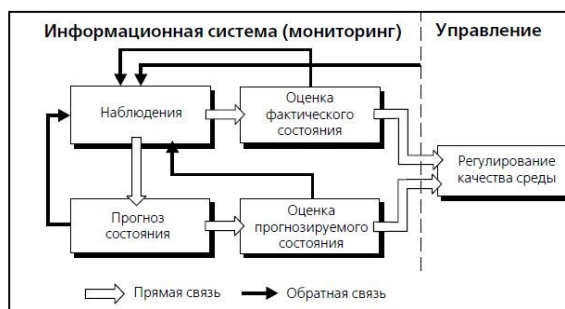 Информационная система (мониторинг)
Управление
Наблюдения
Оценка
фактического
состояния
Регулирование
качества среды
Прогноз
состояния
Оценка
прогнозируемого
состояния
Прямая связь
Обратная связь